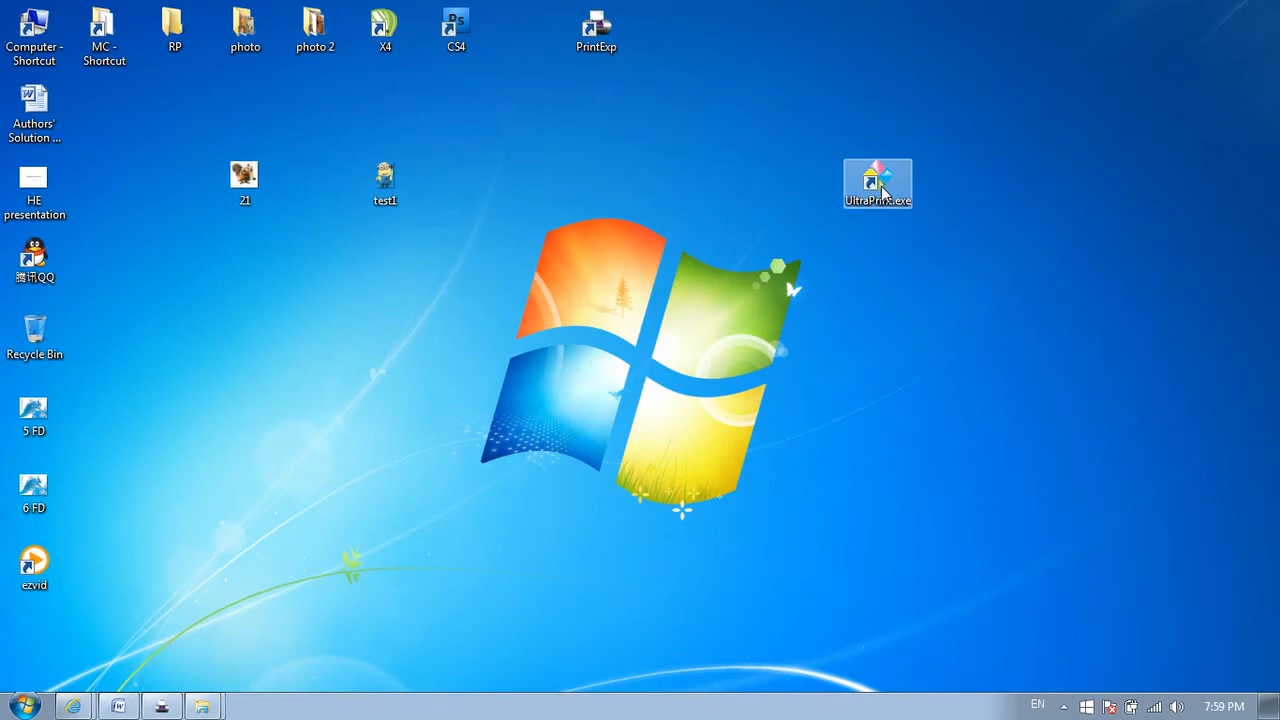 Computer -
Shortcut
MC -
Shortcut
RP
photo
photo 2
X4
Ps
CS4
PrintExp
Authors'
Solution ...
21
test1
UltraPrint.exe
HE
presentation
腾讯QQ
Recycle Bin
5 FD
6 FD
ezvid
EN
7:59 PM